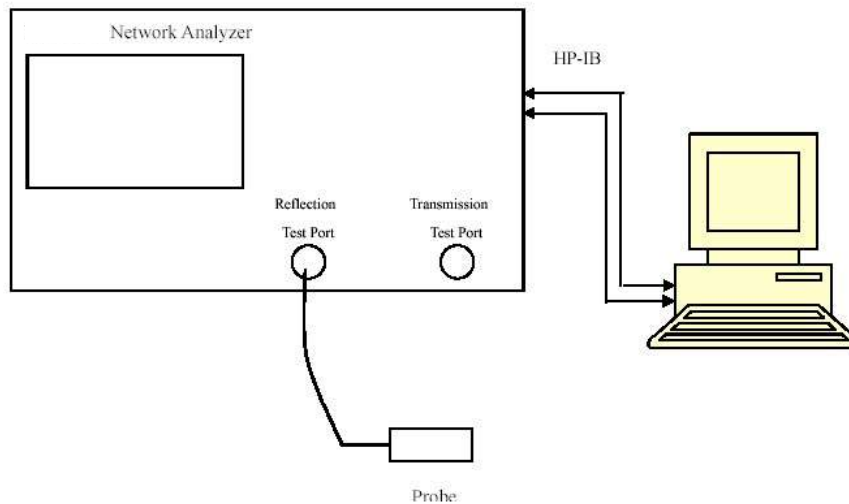 Network Analyzer
HP-IB
Reflection
Test Port
Transmission
Test Port
Probe